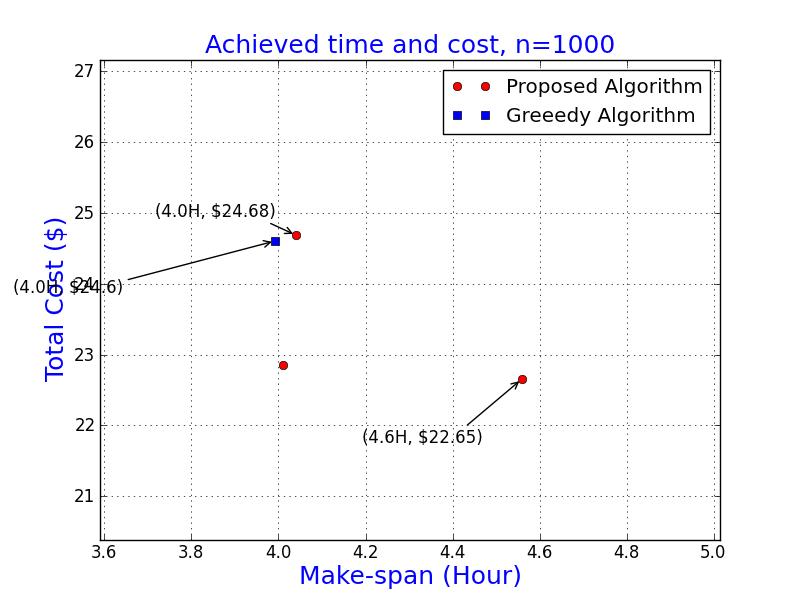 Achieved time and cost, n=1000
Proposed Algorithm
Greeedy Algorithm
27
26
25
24
23
22
21
(4.0H, $24.68)
(4.0H, $24.6)
(4.6H, $22.65)
Total Cost ($)
3.6 3.8 4.0 4.2 4.4 4.6 4.8 5.0
Make-span (Hour)